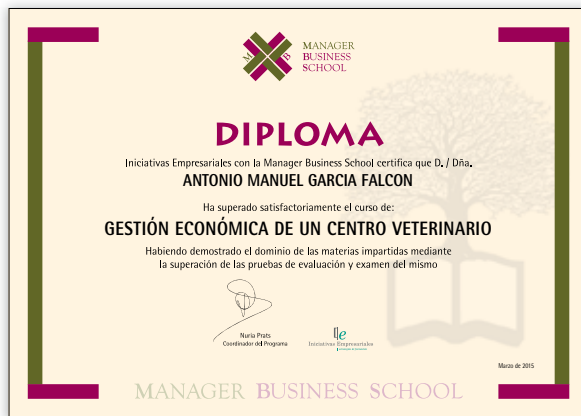 M B
MANAGER
BUSINESS
SCHOOL
DIPLOMA
Iniciativas Empresariales con la Manager Business School certifica que D. / Dña.
ANTONIO MANUEL GARCIA FALCON
Ha superado satisfactoriamente el curso de:
GESTIÓN ECONÓMICA DE UN CENTRO VETERINARIO
Habiendo demostrado el dominio de las materias impartidas mediante
la superación de las pruebas de evaluación y examen del mismo
Nuria Prats
Coordinador del Programa
Iniciativas Empresariales
Marzo de 2015
MANAGER BUSINESS SCHOOL